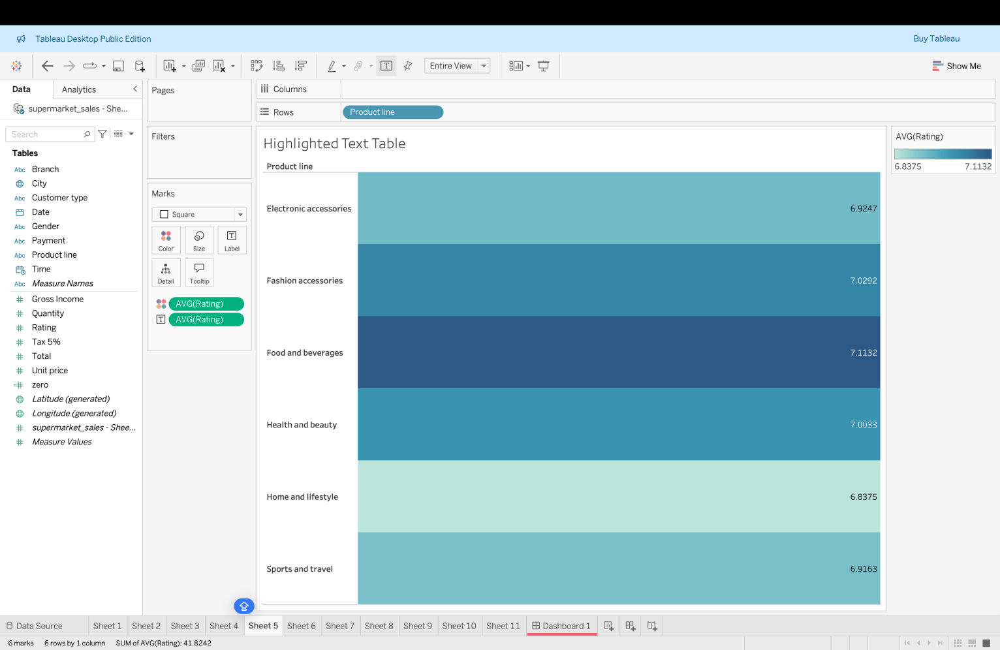 Tableau Desktop Public Edition
Buy Tableau
Entire View
Show Me
Data
Analytics
supermarket_sales - She...
Search
Tables
Abc Branch
City
Abc Customer type
Date
Abc Gender
Abc Payment
Abc Product line
Time
Abc Measure Names
Gross Income
Quantity
Rating
Tax 5%
Total
Unit price
zero
Latitude (generated)
Longitude (generated)
supermarket_sales - Shee...
Measure Values
Pages
Filters
Marks
Square
Color
Size
Label
Detail
Tooltip
AVG(Rating)
AVG(Rating)
Columns
Rows
Product line
Highlighted Text Table
Product line
Electronic accessories 6.9247
Fashion accessories 7.0292
Food and beverages 7.1132
Health and beauty 7.0033
Home and lifestyle 6.8375
Sports and travel 6.9163
AVG(Rating)
6.8375 7.1132
Data Source
Sheet 1
Sheet 2
Sheet 3
Sheet 4
Sheet 5
Sheet 6
Sheet 7
Sheet 8
Sheet 9
Sheet 10
Sheet 11
Dashboard 1
6 marks
6 rows by 1 column
SUM of AVG(Rating): 41.8242